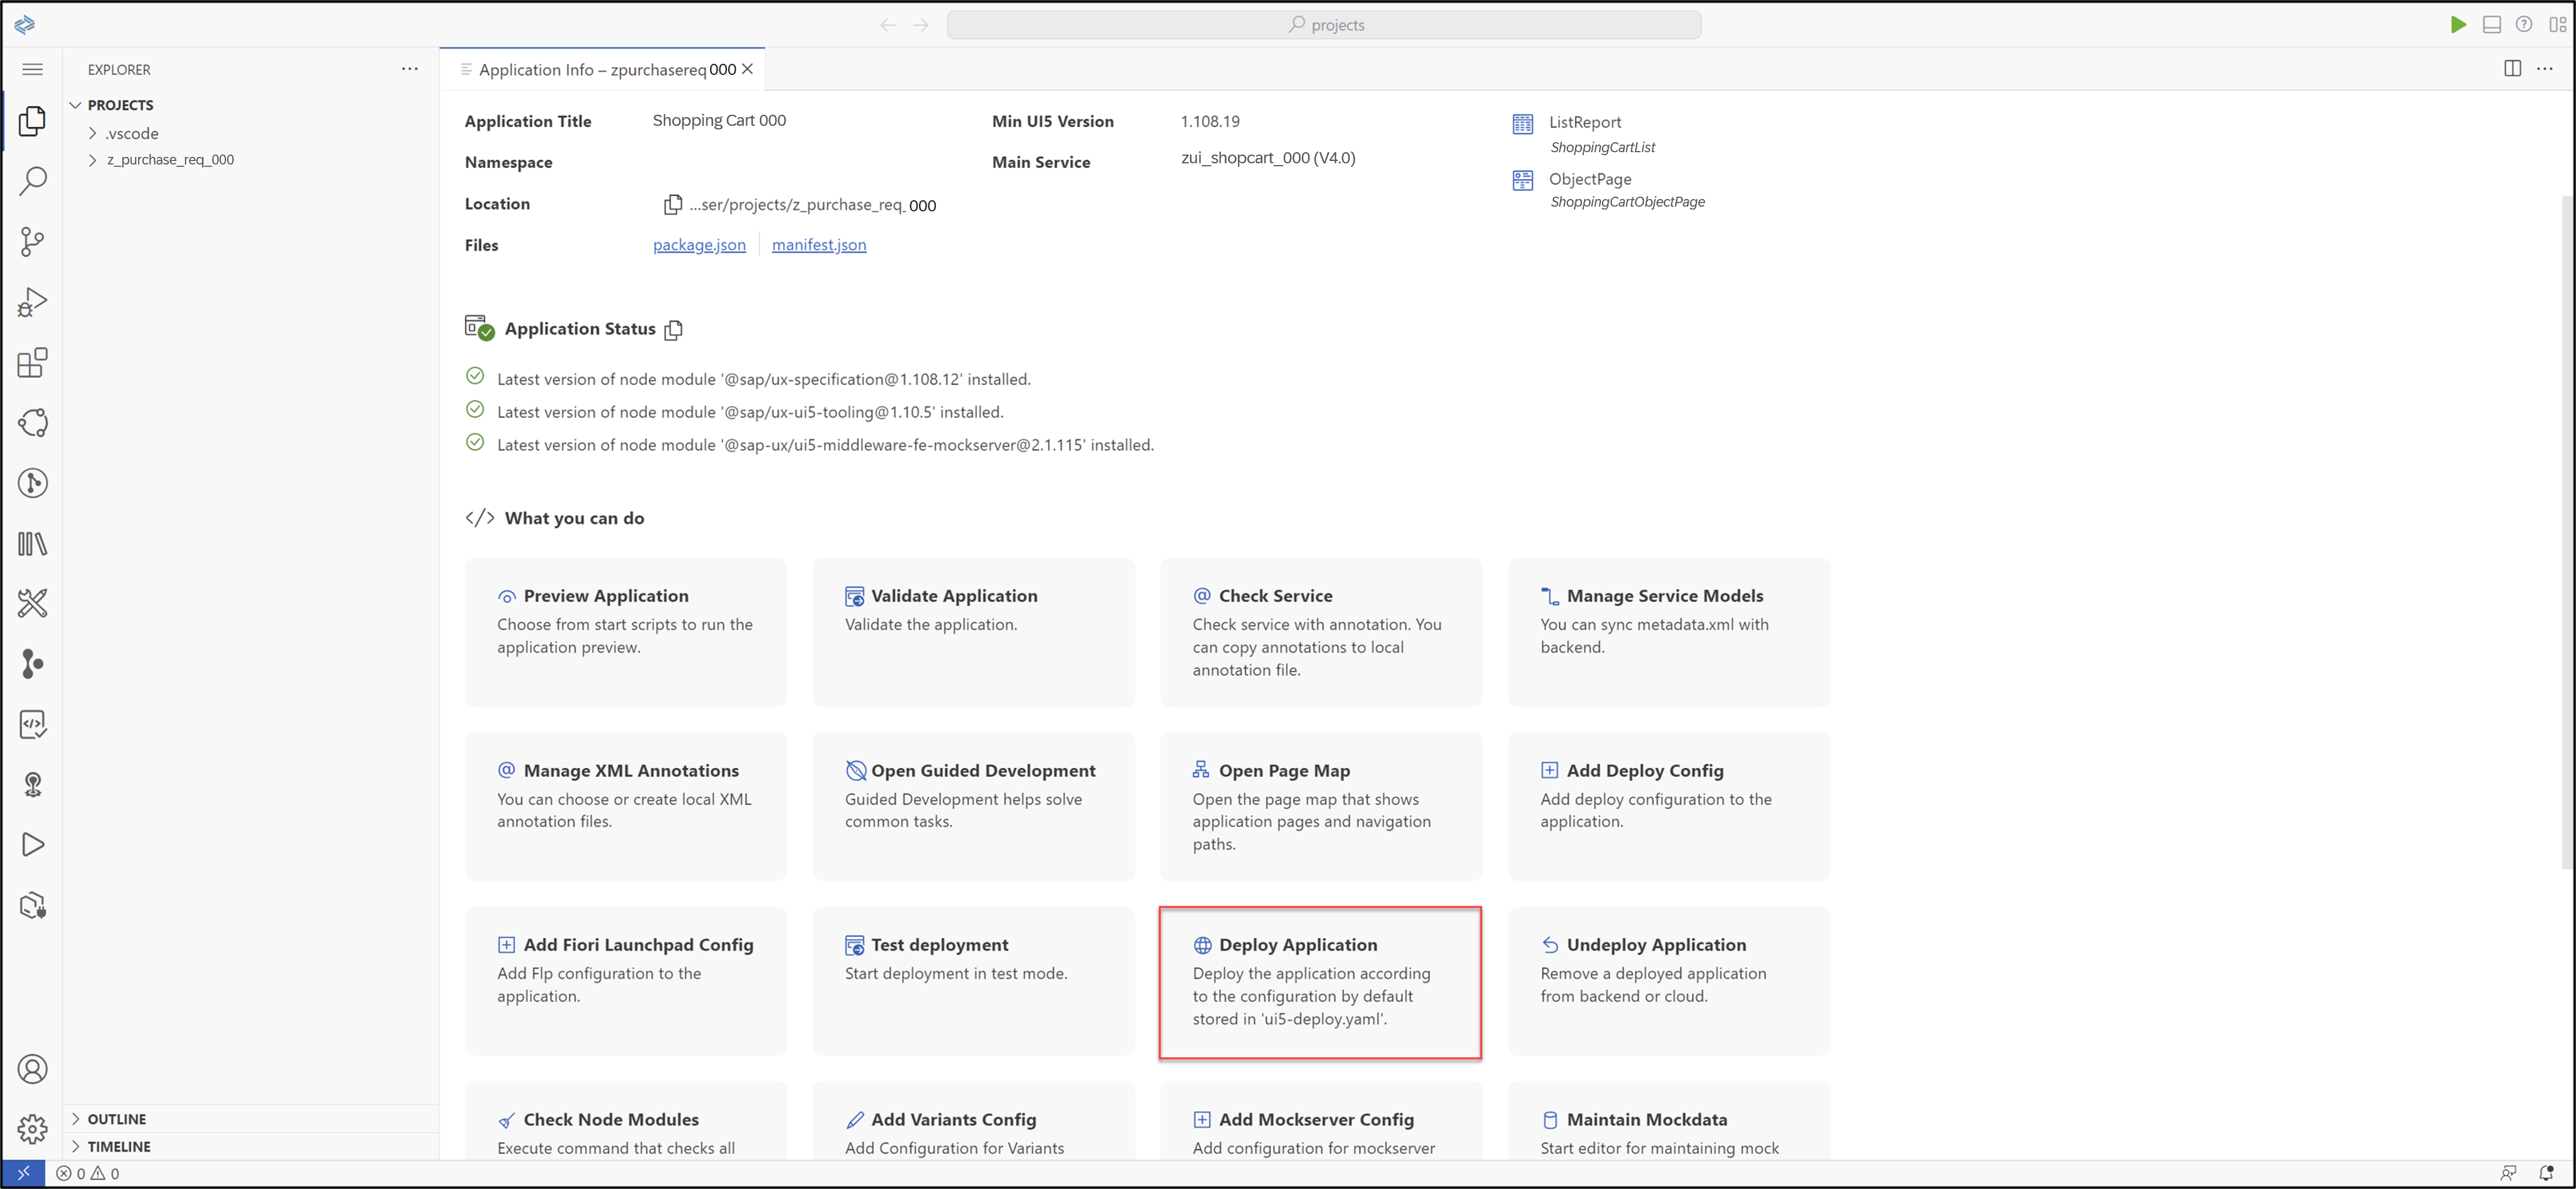 projects
EXPLORER
PROJECTS
.vscode
z_purchase_req_000
OUTLINE
TIMELINE
Application Info – zpurchasereq 000
Application Title
Shopping Cart 000
Namespace
Location
...ser/projects/z_purchase_req_ 000
Files
package.json
manifest.json
Min UI5 Version
1.108.19
Main Service
zui_shopcart_000 (V4.0)
ListReport
ShoppingCartList
ObjectPage
ShoppingCartObjectPage
Application Status
Latest version of node module '@sap/ux-specification@1.108.12' installed.
Latest version of node module '@sap/ux-ui5-tooling@1.10.5' installed.
Latest version of node module '@sap-ux/ui5-middleware-fe-mockserver@2.1.115' installed.
</> What you can do
Preview Application
Choose from start scripts to run the
application preview.
Validate Application
Validate the application.
@ Check Service
Check service with annotation. You
can copy annotations to local
annotation file.
Manage Service Models
You can sync metadata.xml with
backend.
@ Manage XML Annotations
You can choose or create local XML
annotation files.
Open Guided Development
Guided Development helps solve
common tasks.
Open Page Map
Open the page map that shows
application pages and navigation
paths.
Add Deploy Config
Add deploy configuration to the
application.
Add Fiori Launchpad Config
Add Flp configuration to the
application.
Test deployment
Start deployment in test mode.
Deploy Application
Deploy the application according
to the configuration by default
stored in 'ui5-deploy.yaml'.
Undeploy Application
Remove a deployed application
from backend or cloud.
Check Node Modules
Execute command that checks all
Add Variants Config
Add Configuration for Variants
Add Mockserver Config
Add configuration for mockserver
Maintain Mockdata
Start editor for maintaining mock
0 0